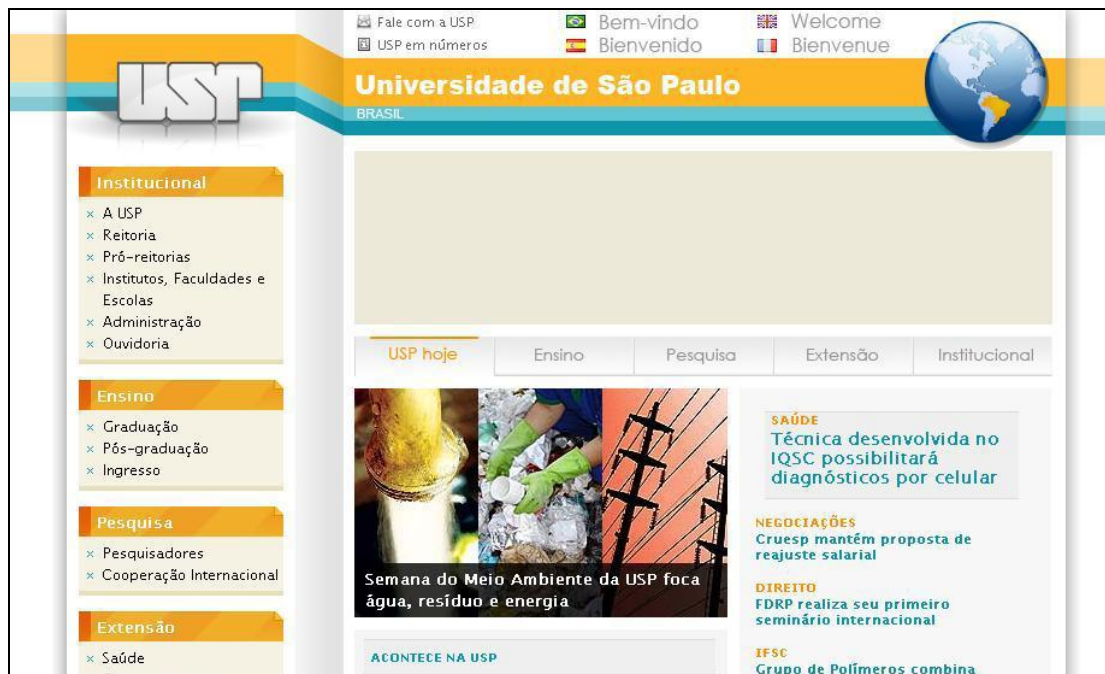 Fale com a USP
USP em números
Bem-vindo
Welcome
Bienvenido
Bienvenue
USP
Universidade de São Paulo
BRASIL
Institucional
A USP
Reitoria
Pró-reitorias
Institutos, Faculdades e
Escolas
Administração
Ouvidoria
Ensino
Graduação
Pós-graduação
Ingresso
Pesquisa
Pesquisadores
Cooperação Internacional
Extensão
Saúde
USP hoje
Ensino
Pesquisa
Extensão
Institucional
Semana do Meio Ambiente da USP foca
água, resíduo e energia
ACONTECE NA USP
SAÚDE
Técnica desenvolvida no
IQSC possibilitará
diagnósticos por celular
NEGOCIAÇÕES
Cruesp mantém proposta de
reajuste salarial
DIREITO
FDRP realiza seu primeiro
seminário internacional
IFSC
Grupo de Polímeros combina